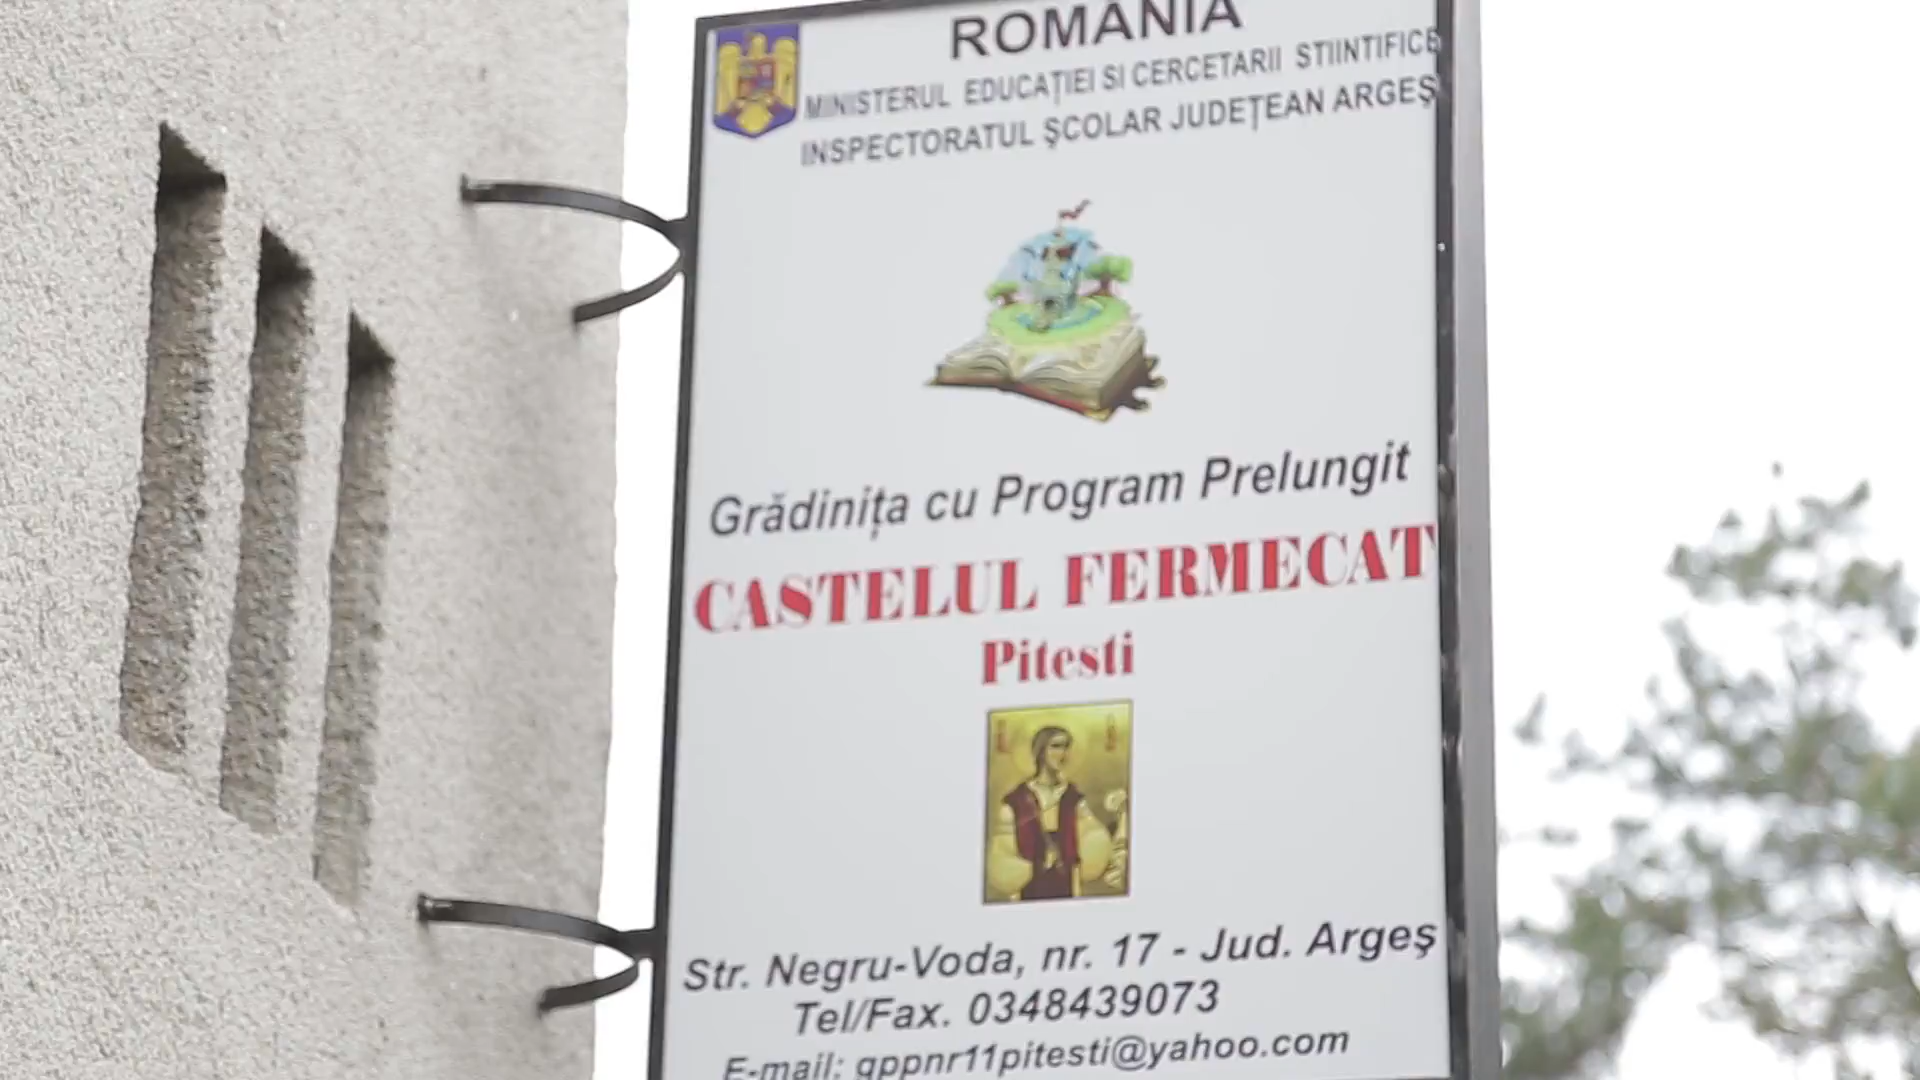 ROMANIA
MINISTERUL EDUCAȚIEI SI CERCETARII STIINTIFICE
INSPECTORATUL ȘCOLAR JUDEȚEAN ARGEȘ
Grădinița cu Program Prelungit
CASTELUL FERMECAT
Pitesti
Str. Negru-Voda, nr. 17 - Jud. Argeș
Tel/Fax. 0348439073
E-mail: gppnr11pitesti@yahoo.com